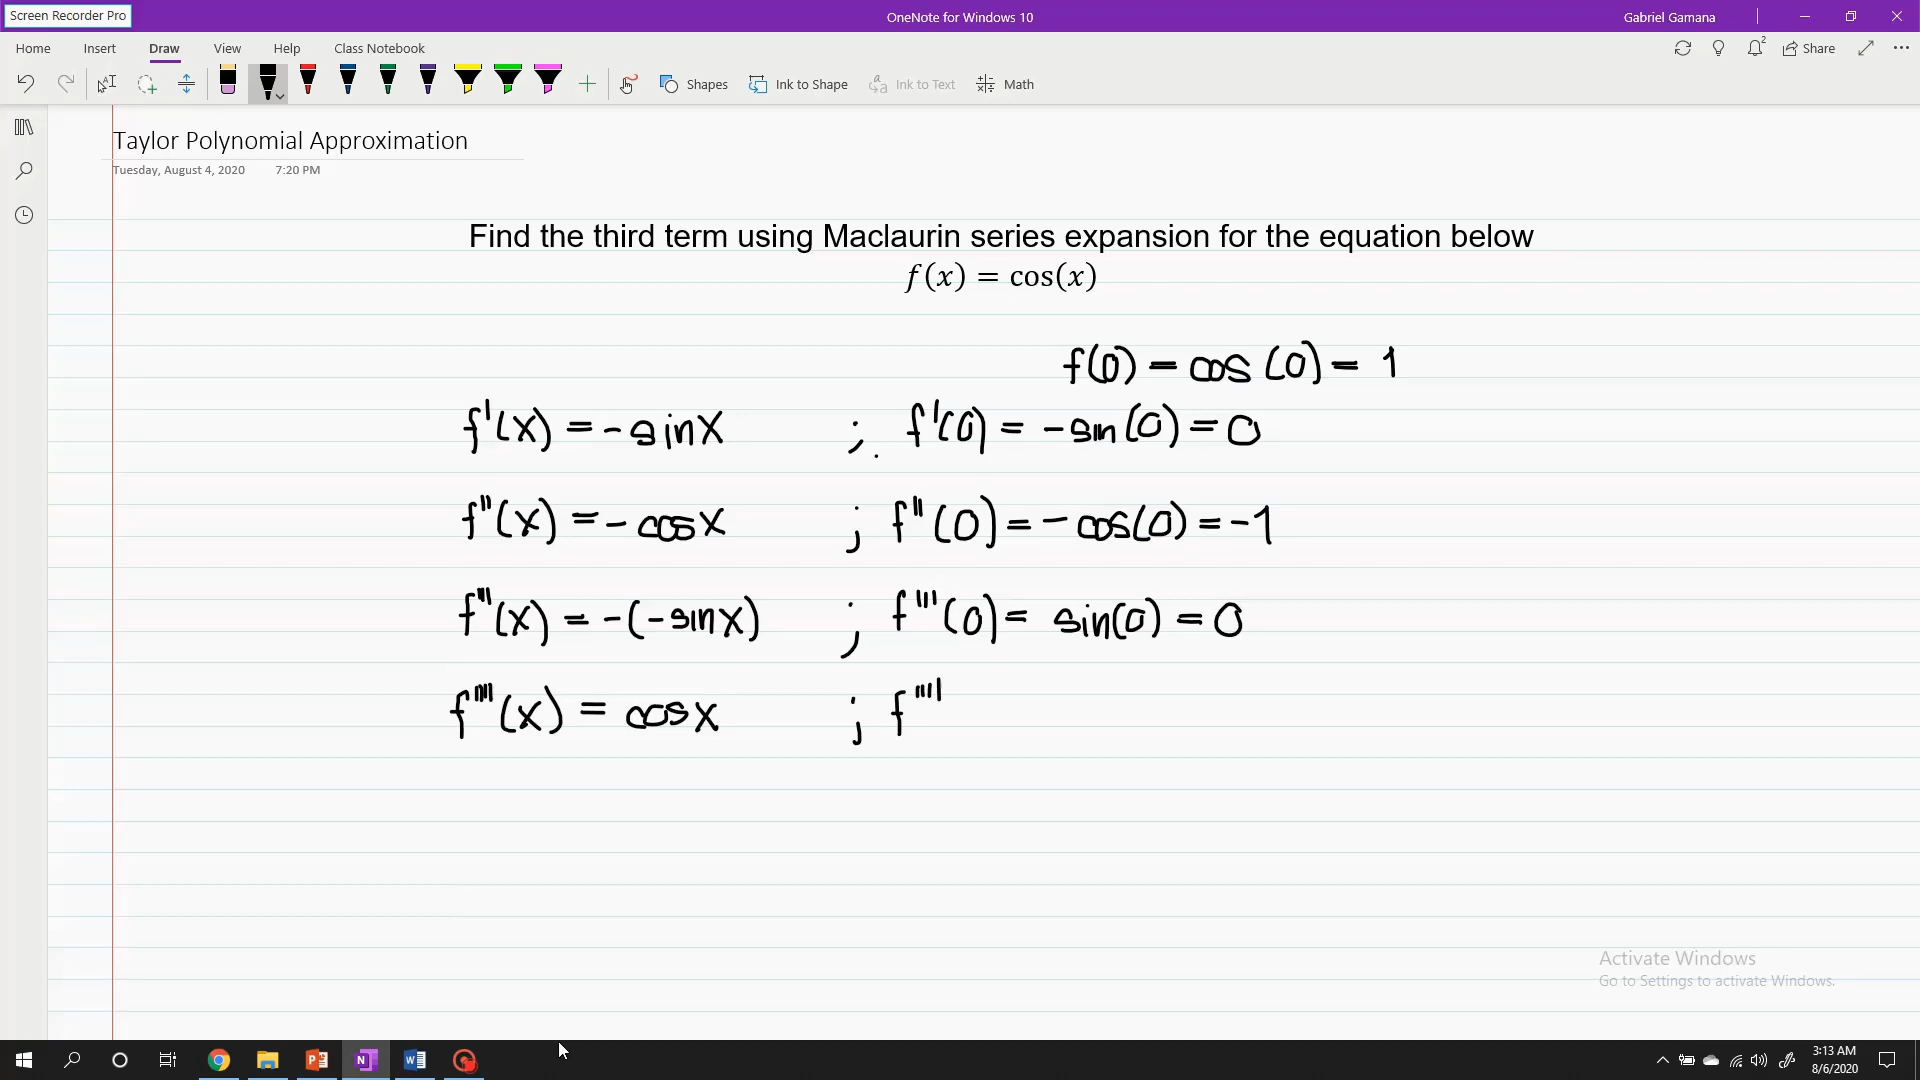 Screen Recorder Pro
OneNote for Windows 10
Gabriel Gamana
Home Insert Draw View Help Class Notebook
2
Share
Shapes Ink to Shape Ink to Text Math
Taylor Polynomial Approximation
Tuesday, August 4, 2020 7:20 PM
Find the third term using Maclaurin series expansion for the equation below
f(x) = cos(x)
f(0) = cos (0) = 1
f'(x) = - sinx ; f'(0) = - sin(0) = 0
f''(x) = - cosx ; f''(0) = - cos(0) = -1
f'''(x) = -(-sinx) ; f'''(0) = sin(0) = 0
f''''(x) = cosx ; f''''
Activate Windows
Go to Settings to activate Windows.
3:13 AM
8/6/2020